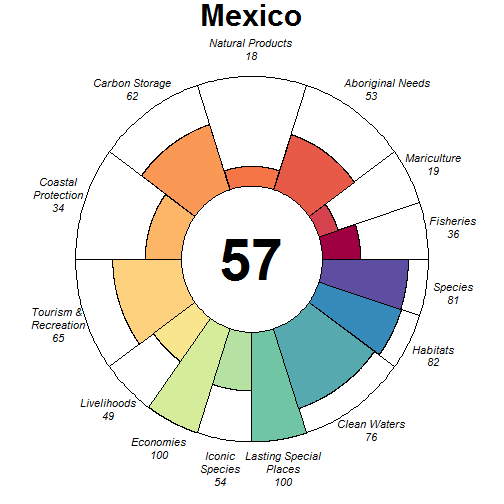 Mexico
Natural Products
18
Carbon Storage
62
Aboriginal Needs
53
Mariculture
19
Coastal
Protection
34
Fisheries
36
57
Species
81
Tourism &
Recreation
65
Habitats
82
Livelihoods
49
Clean Waters
76
Economies
100
Iconic
Species
54
Lasting Special
Places
100